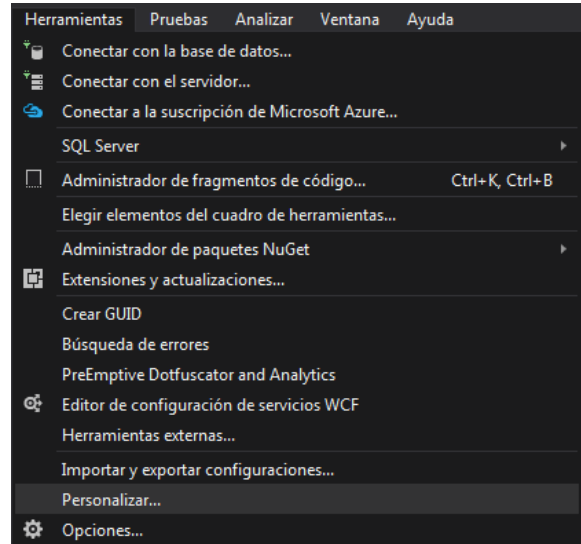 Herramientas Pruebas Analizar Ventana Ayuda
Conectar con la base de datos...
Conectar con el servidor...
Conectar a la suscripción de Microsoft Azure...
SQL Server
Administrador de fragmentos de código... Ctrl+K, Ctrl+B
Elegir elementos del cuadro de herramientas...
Administrador de paquetes NuGet
Extensiones y actualizaciones...
Crear GUID
Búsqueda de errores
PreEmptive Dotfuscator and Analytics
Editor de configuración de servicios WCF
Herramientas externas...
Importar y exportar configuraciones...
Personalizar...
Opciones...